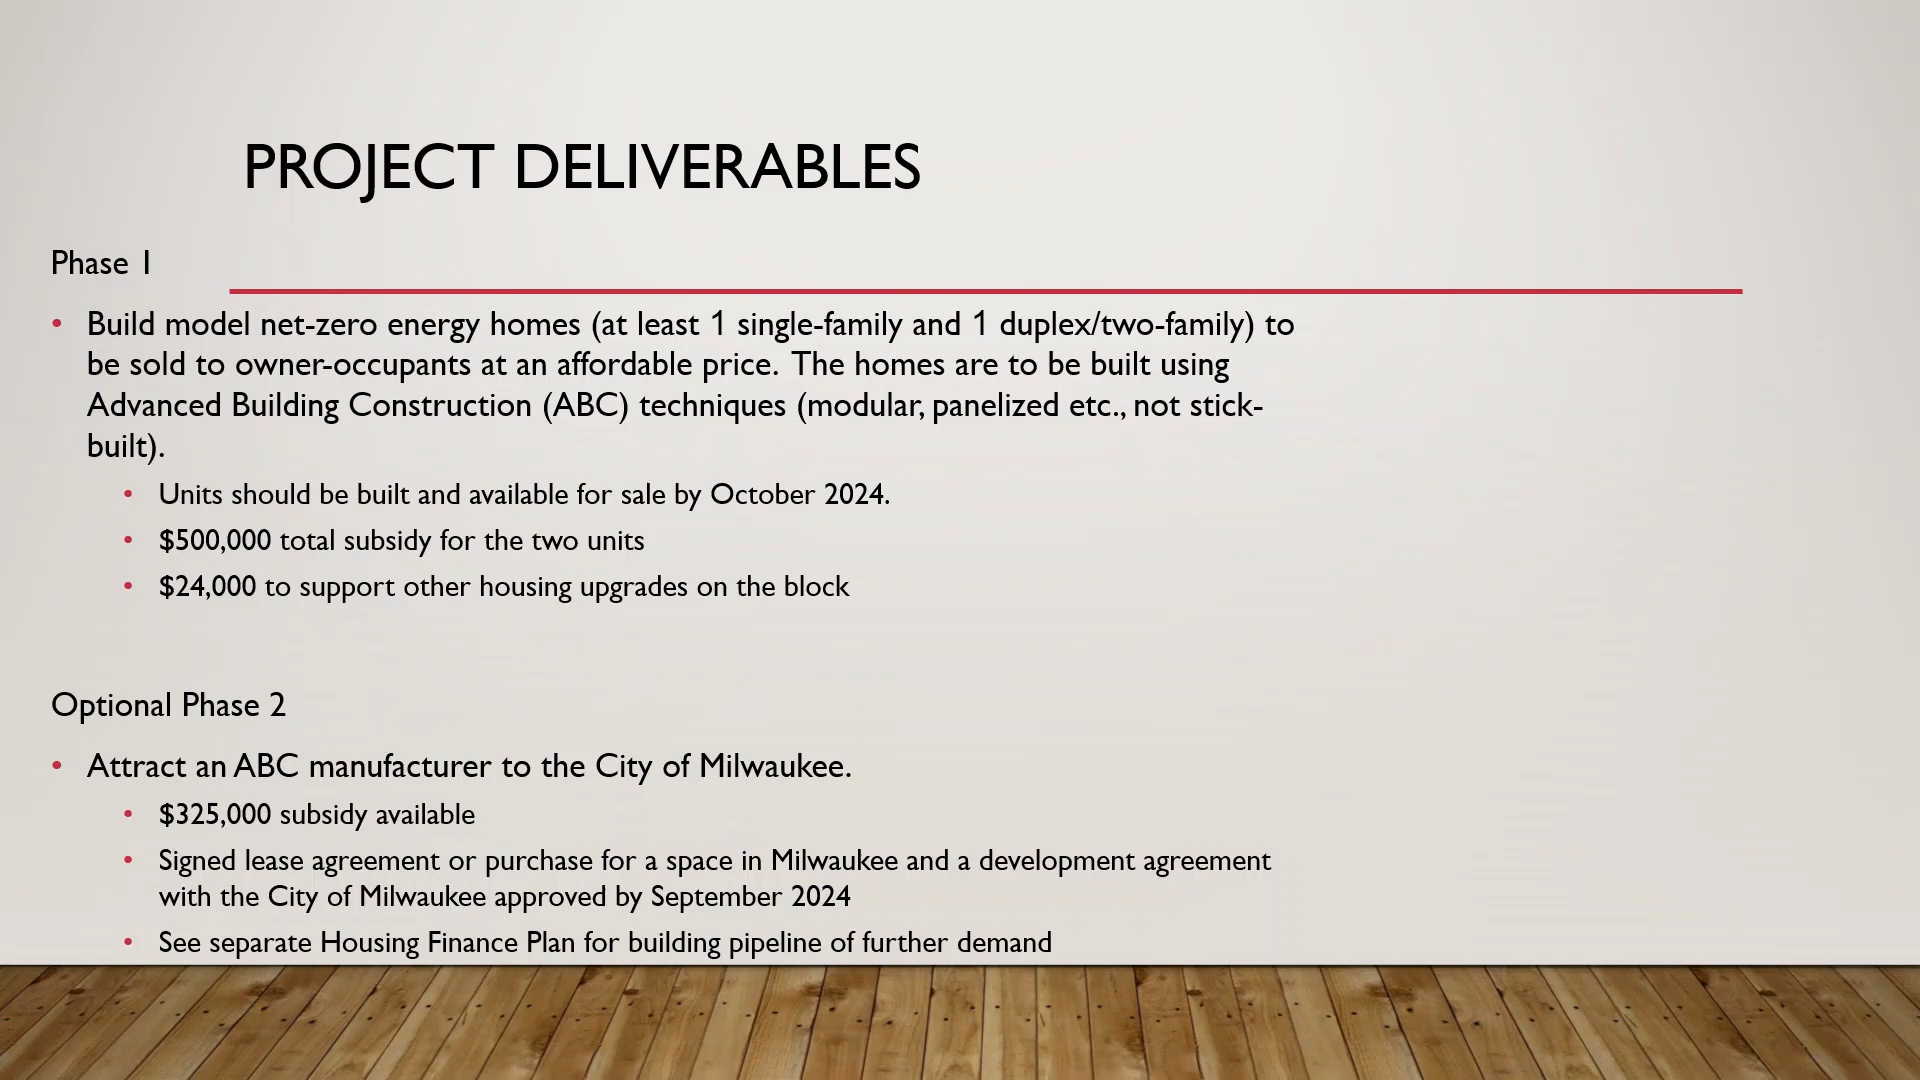 PROJECT DELIVERABLES
Phase 1
• Build model net-zero energy homes (at least 1 single-family and 1 duplex/two-family) to
be sold to owner-occupants at an affordable price. The homes are to be built using
Advanced Building Construction (ABC) techniques (modular, panelized etc., not stick-
built).
• Units should be built and available for sale by October 2024.
• $500,000 total subsidy for the two units
• $24,000 to support other housing upgrades on the block
Optional Phase 2
• Attract an ABC manufacturer to the City of Milwaukee.
• $325,000 subsidy available
• Signed lease agreement or purchase for a space in Milwaukee and a development agreement
with the City of Milwaukee approved by September 2024
• See separate Housing Finance Plan for building pipeline of further demand